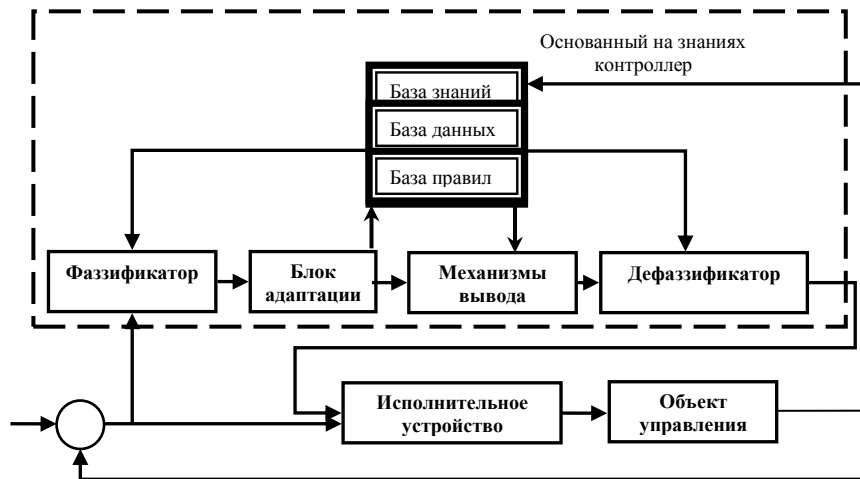 Основанный на знаниях
контроллер
База знаний
База данных
База правил
Фаззификатор
Блок
адаптации
Механизмы
вывода
Дефаззификатор
Исполнительное
устройство
Объект
управления